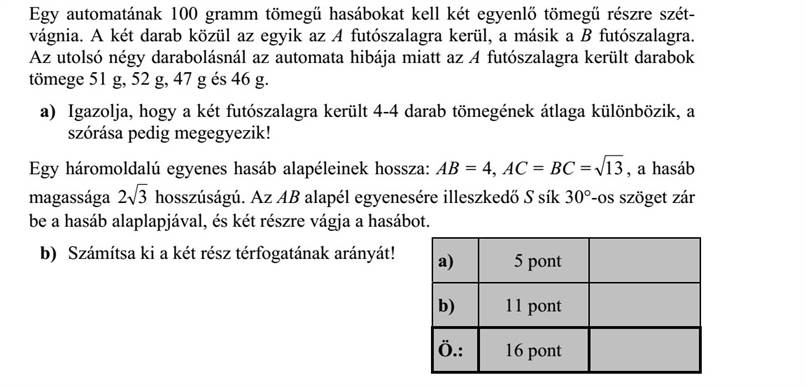 Egy automatának 100 gramm tömegű hasábokat kell két egyenlő tömegű részre szét-
vágnia. A két darab közül az egyik az A futószalagra kerül, a másik a B futószalagra.
Az utolsó négy darabolásnál az automata hibája miatt az A futószalagra került darabok
tömege 51 g, 52 g, 47 g és 46 g.
a) Igazolja, hogy a két futószalagra került 4-4 darab tömegének átlaga különbözik, a
szórása pedig megegyezik!
Egy háromoldalú egyenes hasáb alapéleinek hossza: AB = 4, AC = BC = √13, a hasáb
magassága 2√3 hosszúságú. Az AB alapél egyenesére illeszkedő S sík 30°-os szöget zár
be a hasáb alaplapjával, és két részre vágja a hasábot.
b) Számítsa ki a két rész térfogatának arányát!
a) 5 pont
b) 11 pont
Ö.: 16 pont